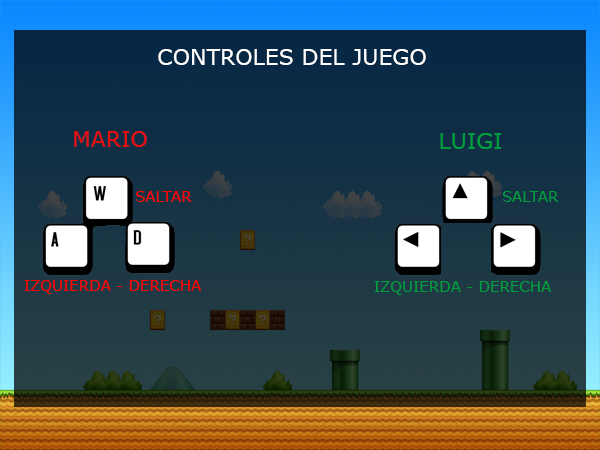 CONTROLES DEL JUEGO
MARIO
W
SALTAR
A
D
IZQUIERDA - DERECHA
LUIGI
SALTAR
IZQUIERDA - DERECHA